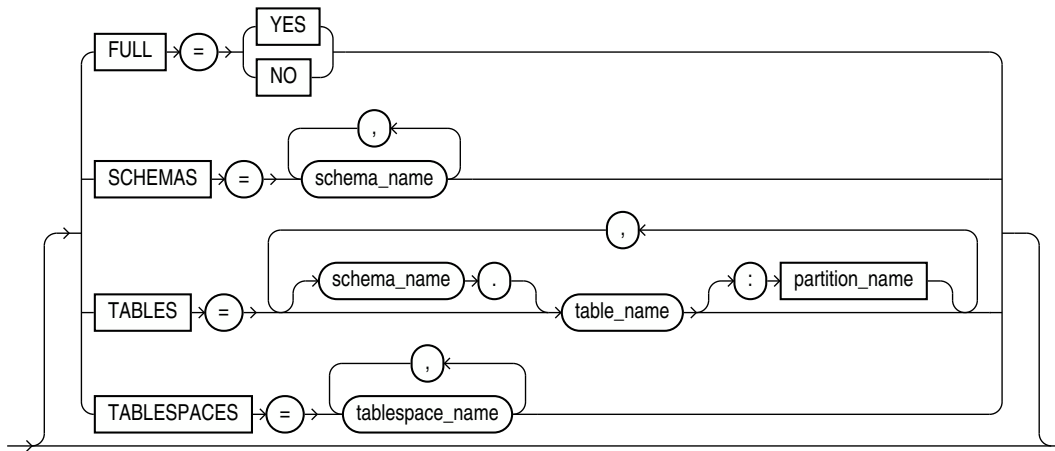 YES
FULL =
NO
,
SCHEMAS = schema_name
,
schema_name . : partition_name
TABLES = table_name
,
TABLESPACES = tablespace_name